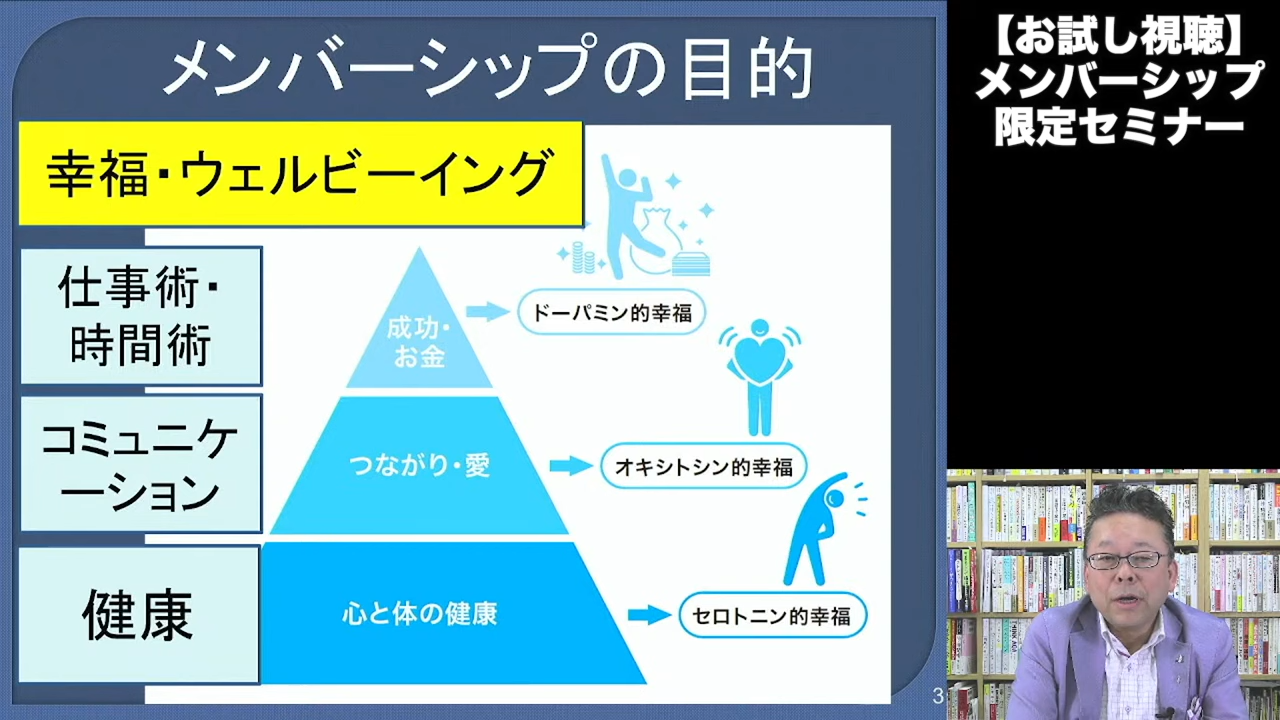 メンバーシップの目的
幸福・ウェルビーイング
仕事術・
時間術
コミュニケ
ーション
健康
成功・
お金
つながり・愛
心と体の健康
ドーパミン的幸福
オキシトシン的幸福
セロトニン的幸福
3
【お試し視聴】
メンバーシップ
限定セミナー